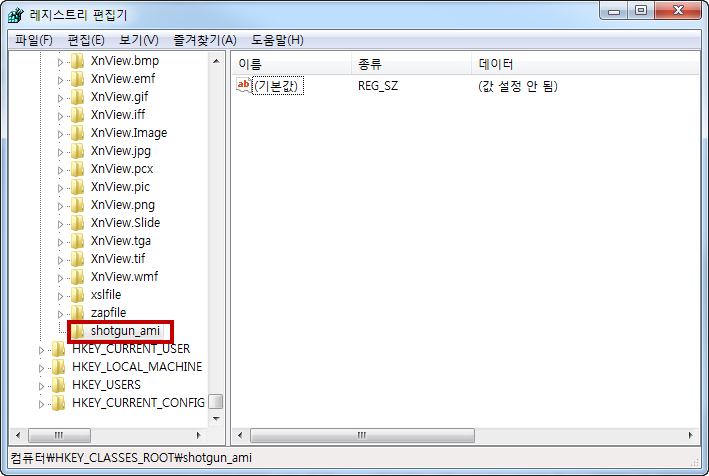 레지스트리 편집기
파일(F) 편집(E) 보기(V) 즐겨찾기(A) 도움말(H)
XnView.bmp
XnView.emf
XnView.gif
XnView.iff
XnView.Image
XnView.jpg
XnView.pcx
XnView.pic
XnView.png
XnView.Slide
XnView.tga
XnView.tif
XnView.wmf
xslfile
zapfile
shotgun_ami
HKEY_CURRENT_USER
HKEY_LOCAL_MACHINE
HKEY_USERS
HKEY_CURRENT_CONFIG
이름 종류 데이터
ab (기본값) REG_SZ (값 설정 안 됨)
컴퓨터₩HKEY_CLASSES_ROOT₩shotgun_ami